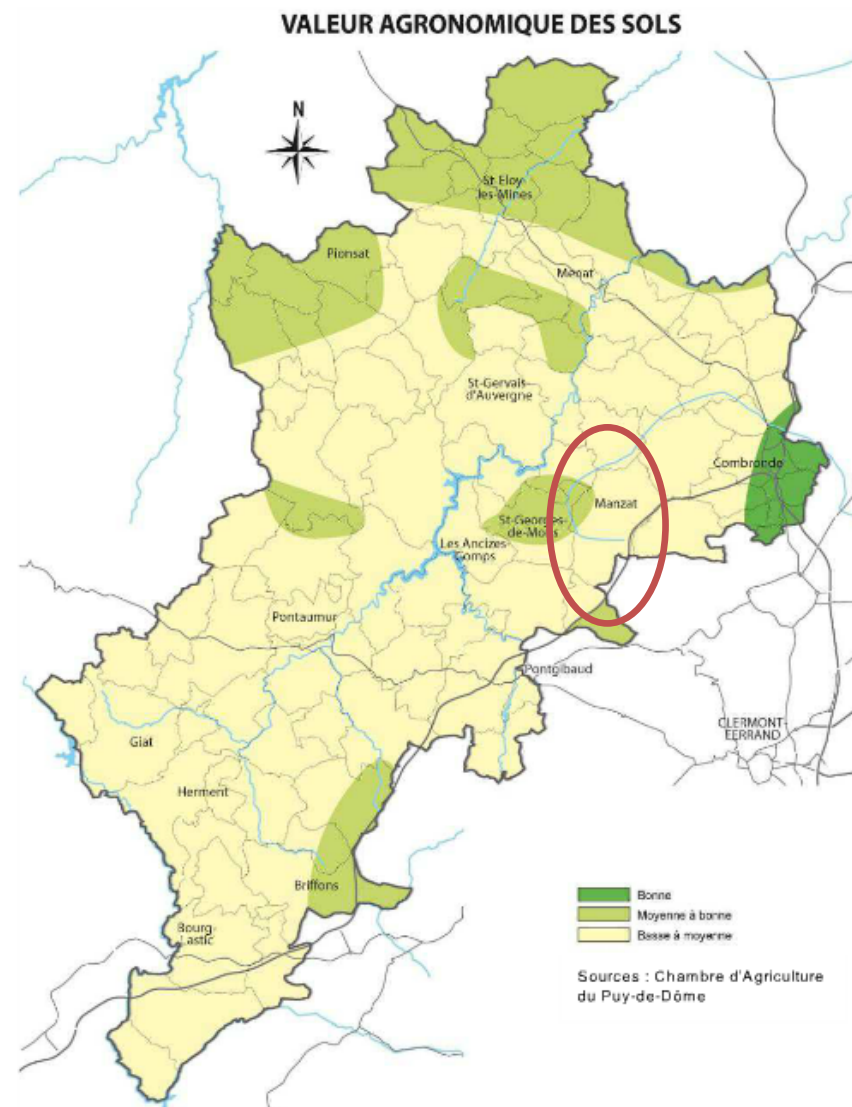 VALEUR AGRONOMIQUE DES SOLS
N
St-Eloy-
les-Mines
Pionsat
Menat
St-Gervais-
d'Auvergne
Combronde
Manzat
St-Georges-
de-Mons
Les Ancizes-
Comps
Pontaumur
Pontgibaud
CLERMONT-
FERRAND
Giat
Herment
Briffons
Bourg-
Lastic
Bonne
Moyenne à bonne
Basse à moyenne
Sources : Chambre d'Agriculture
du Puy-de-Dôme